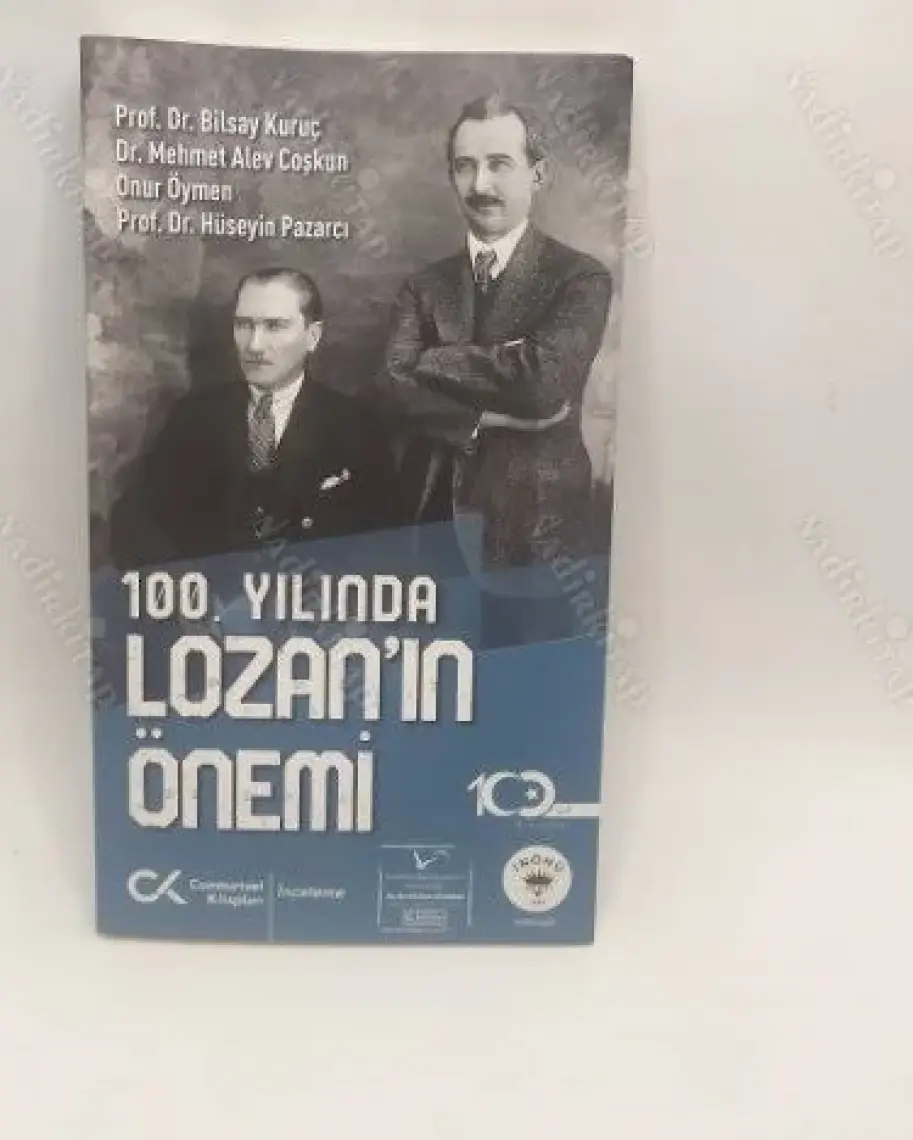 Prof. Dr. Bilsay Kuruç
Dr. Mehmet Alev Coşkun
Onur Öymen
Prof. Dr. Hüseyin Pazarcı
100. YILINDA
LOZAN'IN
ÖNEMİ
100
Cumhuriyet
Kitapları
İnceleme
İNÖNÜ
nadirkitap